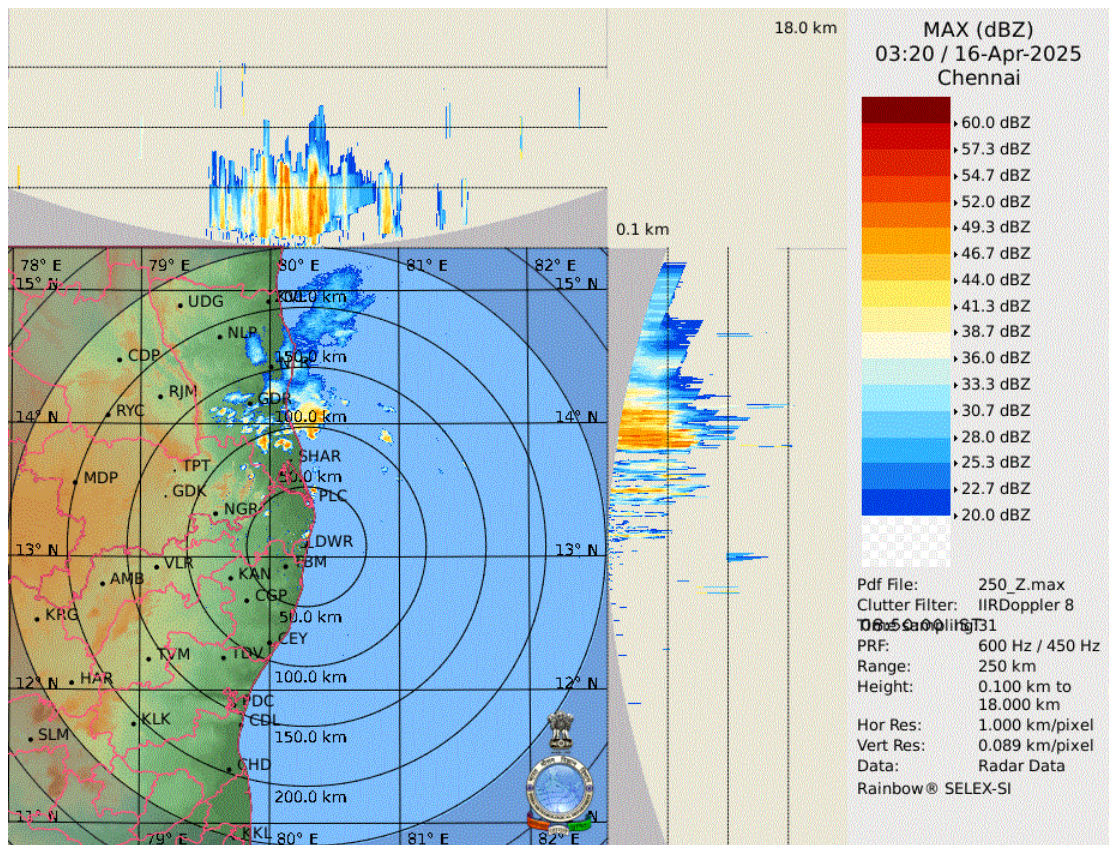 18.0 km
0.1 km
MAX (dBZ)
03:20 / 16-Apr-2025
Chennai
60.0 dBZ
57.3 dBZ
54.7 dBZ
52.0 dBZ
49.3 dBZ
46.7 dBZ
44.0 dBZ
41.3 dBZ
38.7 dBZ
36.0 dBZ
33.3 dBZ
30.7 dBZ
28.0 dBZ
25.3 dBZ
22.7 dBZ
20.0 dBZ
Pdf File: 250_Z.max
Clutter Filter: IIRDoppler 8
Time sampling:31
PRF: 600 Hz / 450 Hz
Range: 250 km
Height: 0.100 km to
18.000 km
Hor Res: 1.000 km/pixel
Vert Res: 0.089 km/pixel
Data: Radar Data
Rainbow® SELEX-SI
78° E
79° E
80° E
81° E
82° E
15° N
15° N
UDG
NLP
150.0 km
CDP
RJM
GDR
RYC
100.0 km
14° N
14° N
SHAR
TPT
50.0 km
MDP
GDK
PLC
NGR
13° N
13° N
VLR
AMB
KAN
CGP
KRG
50.0 km
CEY
TVM
TDV
HAR
100.0 km
12° N
12° N
PDC
CDL
KLK
SLM
150.0 km
CHD
200.0 km
11° N
11° N
KKL
79° E
80° E
81° E
82° E